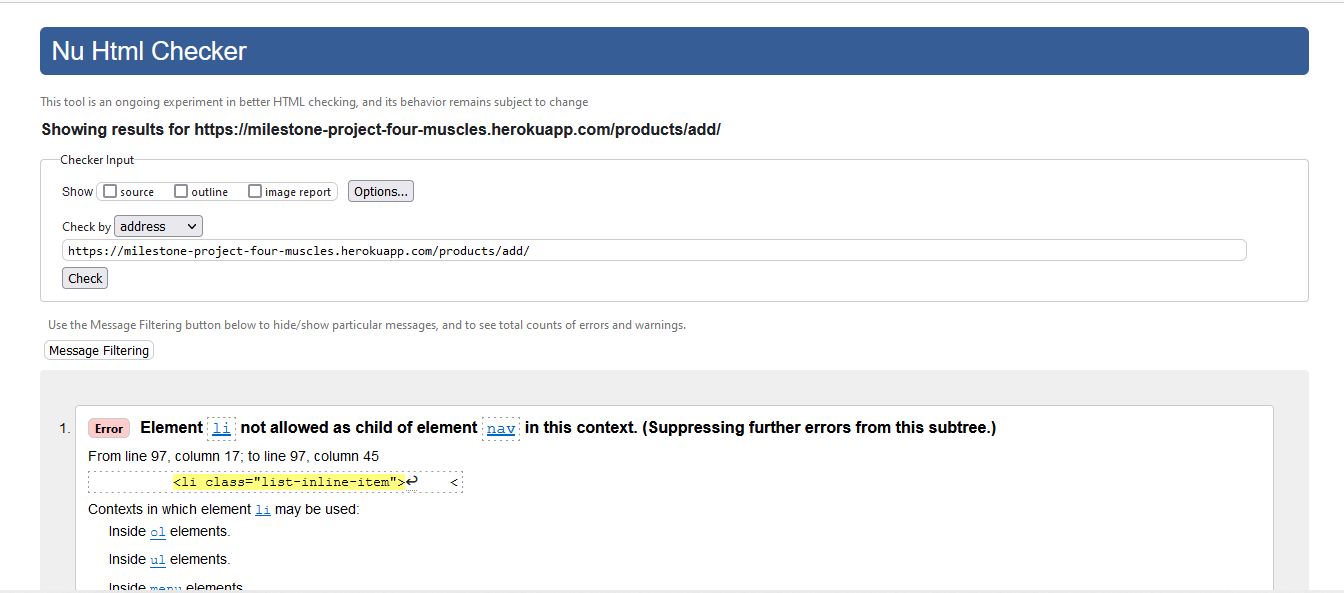 Nu Html Checker
This tool is an ongoing experiment in better HTML checking, and its behavior remains subject to change
Showing results for https://milestone-project-four-muscles.herokuapp.com/products/add/
Checker Input
Show source outline image report Options...
Check by address
https://milestone-project-four-muscles.herokuapp.com/products/add/
Check
Use the Message Filtering button below to hide/show particular messages, and to see total counts of errors and warnings.
Message Filtering
1. Error Element li not allowed as child of element nav in this context. (Suppressing further errors from this subtree.)
From line 97, column 17; to line 97, column 45
<li class="list-inline-item">↩ <
Contexts in which element li may be used:
Inside ol elements.
Inside ul elements.
Inside menu elements.